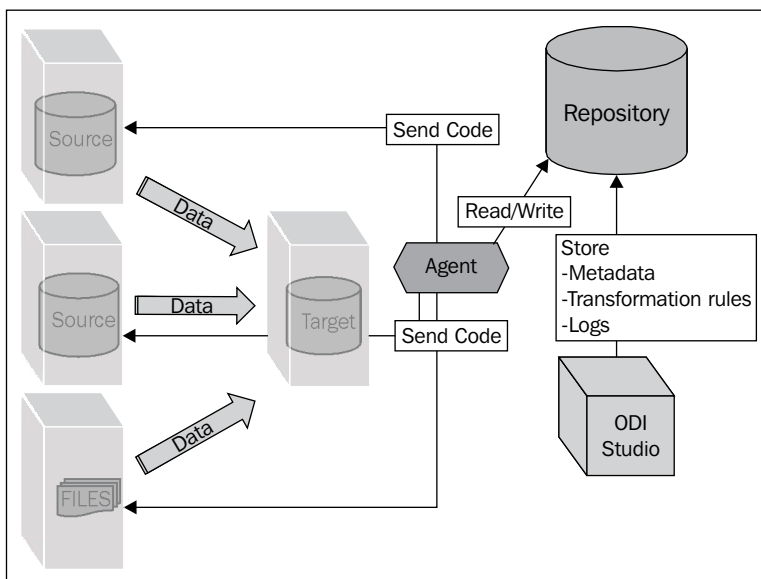 Source
Send Code
Repository
Data
Read/Write
Agent
Source
Data
Target
Send Code
Store
-Metadata
-Transformation rules
-Logs
Data
FILES
ODI
Studio